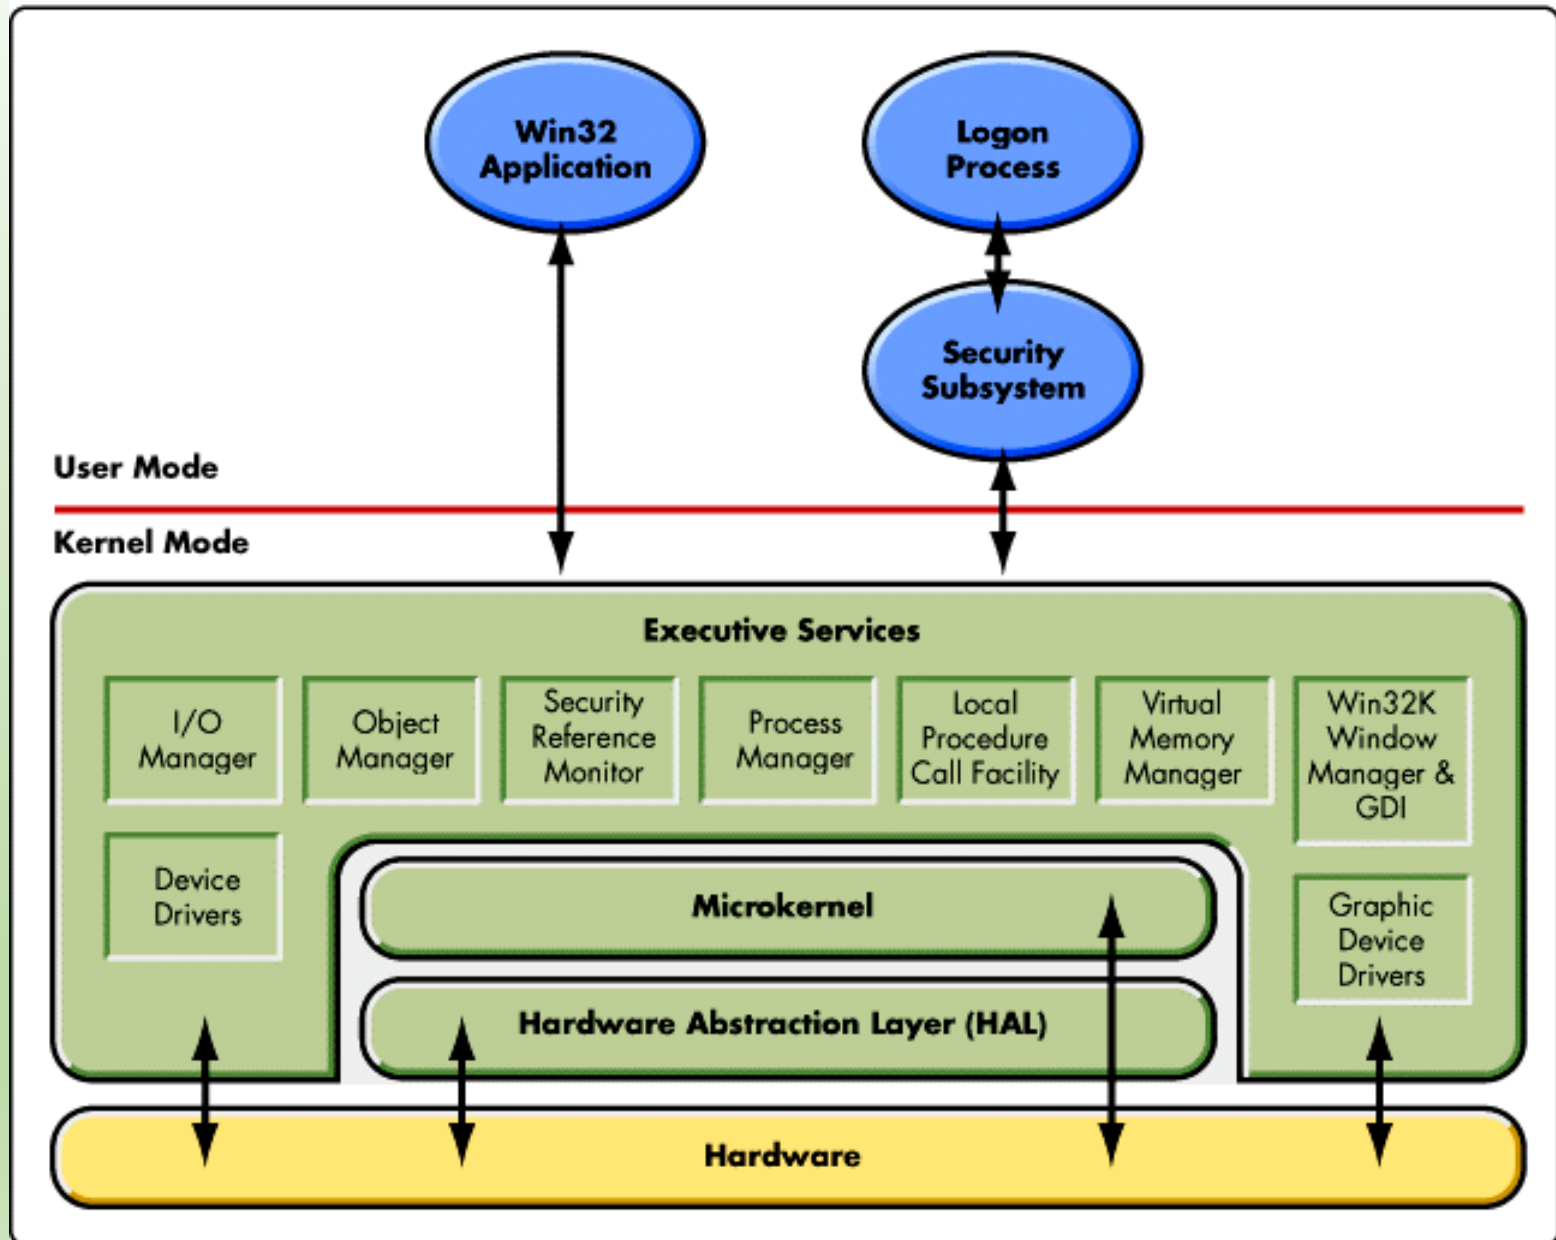 Win32
Application
Logon
Process
Security
Subsystem
User Mode
Kernel Mode
Executive Services
I/O
Manager
Object
Manager
Security
Reference
Monitor
Process
Manager
Local
Procedure
Call Facility
Virtual
Memory
Manager
Win32K
Window
Manager &
GDI
Device
Drivers
Microkernel
Graphic
Device
Drivers
Hardware Abstraction Layer (HAL)
Hardware